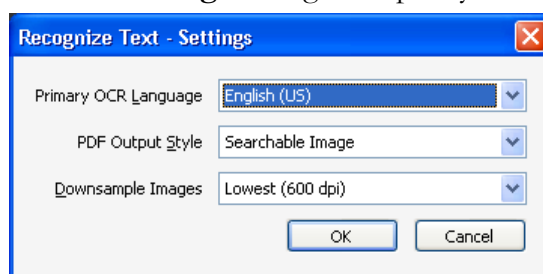 Recognize Text - Settings
Primary OCR Language English (US)
PDF Output Style Searchable Image
Downsample Images Lowest (600 dpi)
OK Cancel